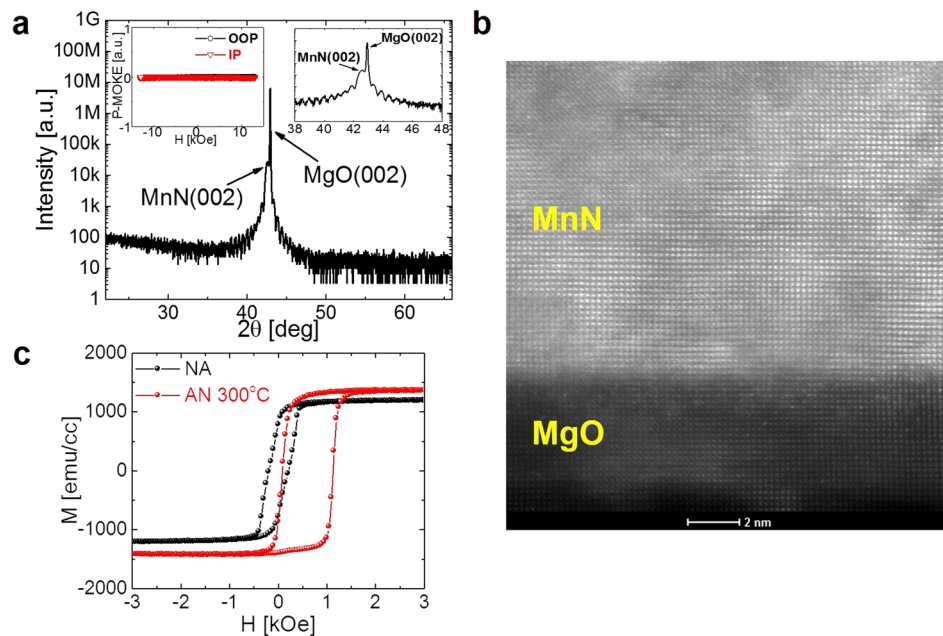 a
1G
100M
10M
1M
100k
10k
1k
100
10
1
Intensity [a.u.]
1
0
-1
P-MOKE [a.u.]
OOP
IP
-10 0 10
H [kOe]
MgO(002)
MnN(002)
38 40 42 44 46 48
MnN(002)
MgO(002)
30 40 50 60
2θ [deg]
b
MnN
MgO
2 nm
c
2000
1000
0
-1000
-2000
M [emu/cc]
NA
AN 300°C
-3 -2 -1 0 1 2 3
H [kOe]